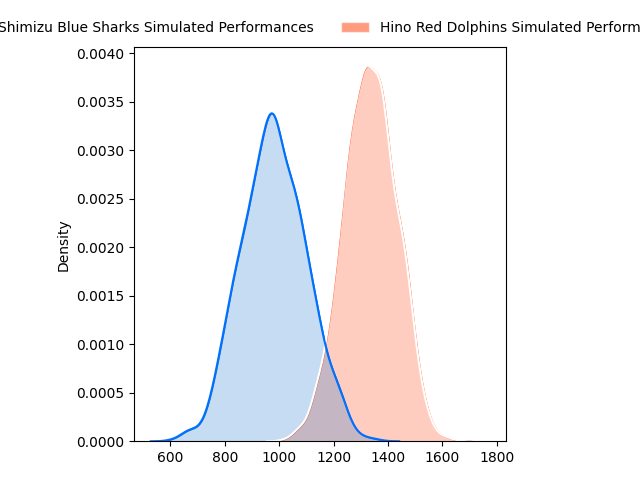 Shimizu Blue Sharks Simulated Performances
Hino Red Dolphins Simulated Perform
Density
0.0040
0.0035
0.0030
0.0025
0.0020
0.0015
0.0010
0.0005
0.0000
600 800 1000 1200 1400 1600 1800